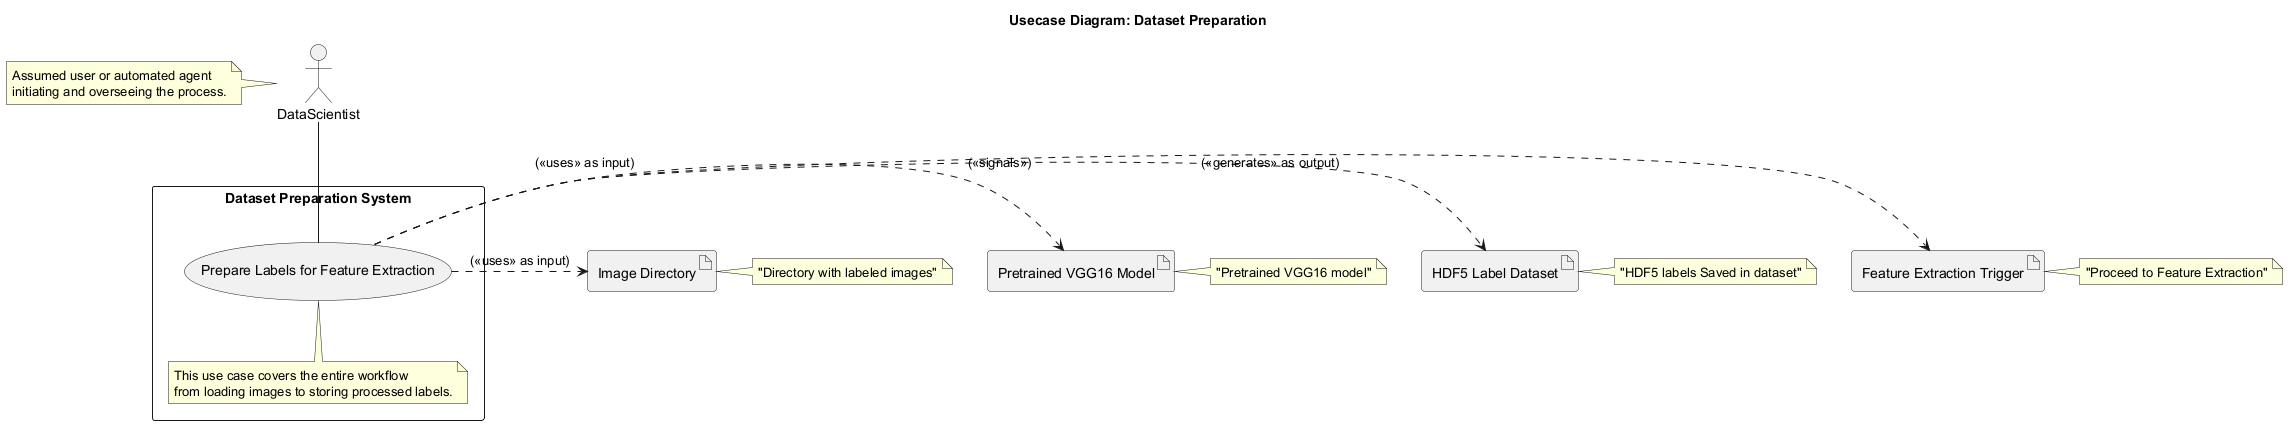 Usecase Diagram: Dataset Preparation
Assumed user or automated agent
initiating and overseeing the process.
DataScientist
(«uses» as input)
(«signals»)
(«generates» as output)
Dataset Preparation System
Prepare Labels for Feature Extraction
(«uses» as input)
Image Directory
"Directory with labeled images"
Pretrained VGG16 Model
"Pretrained VGG16 model"
HDF5 Label Dataset
"HDF5 labels Saved in dataset"
Feature Extraction Trigger
"Proceed to Feature Extraction"
This use case covers the entire workflow
from loading images to storing processed labels.